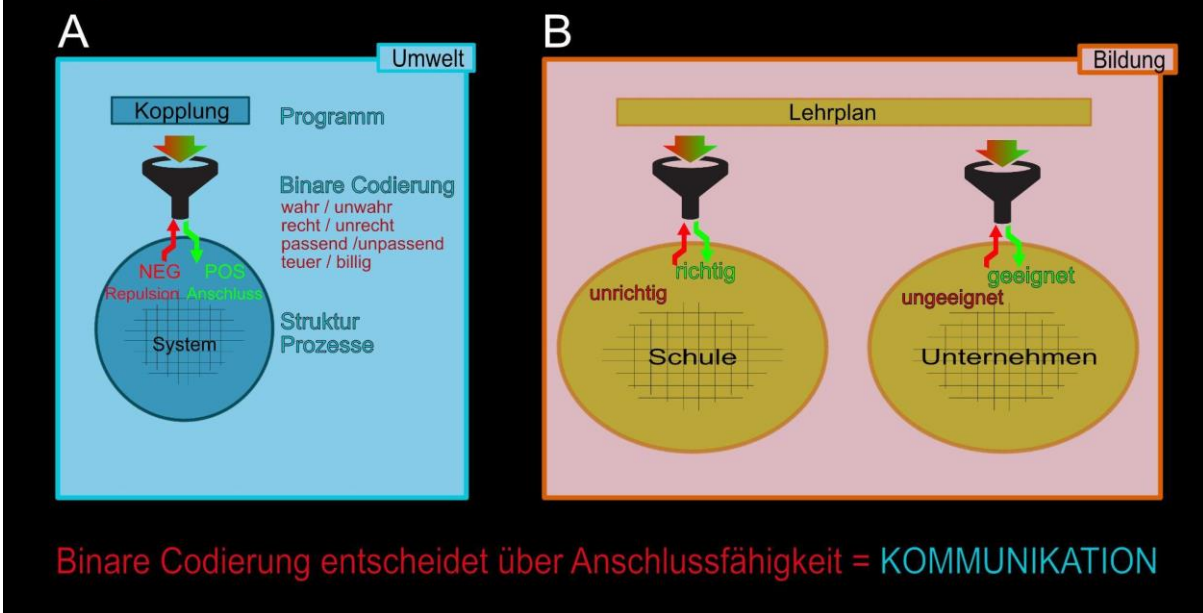 A
Umwelt
Kopplung
Programm
Binare Codierung
wahr / unwahr
recht / unrecht
passend /unpassend
teuer / billig
NEG POS
Repulsion Anschluss
Struktur
Prozesse
System
B
Bildung
Lehrplan
richtig
unrichtig
Schule
geeignet
ungeeignet
Unternehmen
Binare Codierung entscheidet über Anschlussfähigkeit = KOMMUNIKATION